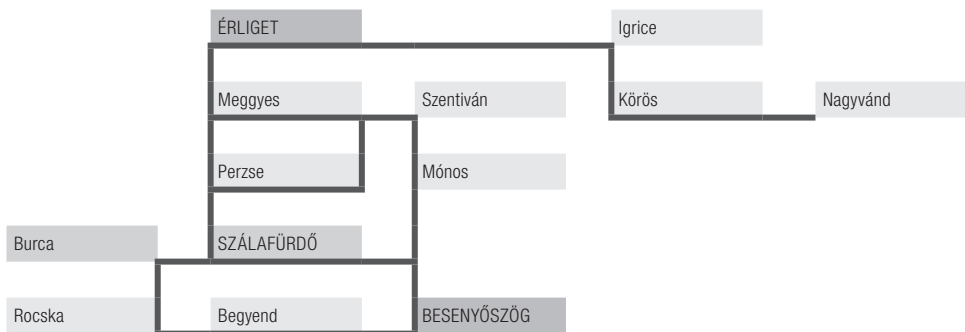 ÉRLIGET Igrice
Meggyes Szentiván Körös Nagyvánd
Perzse Mónos
Burca SZÁLAFÜRDŐ
Rocska Begyend BESENYŐSZÖG